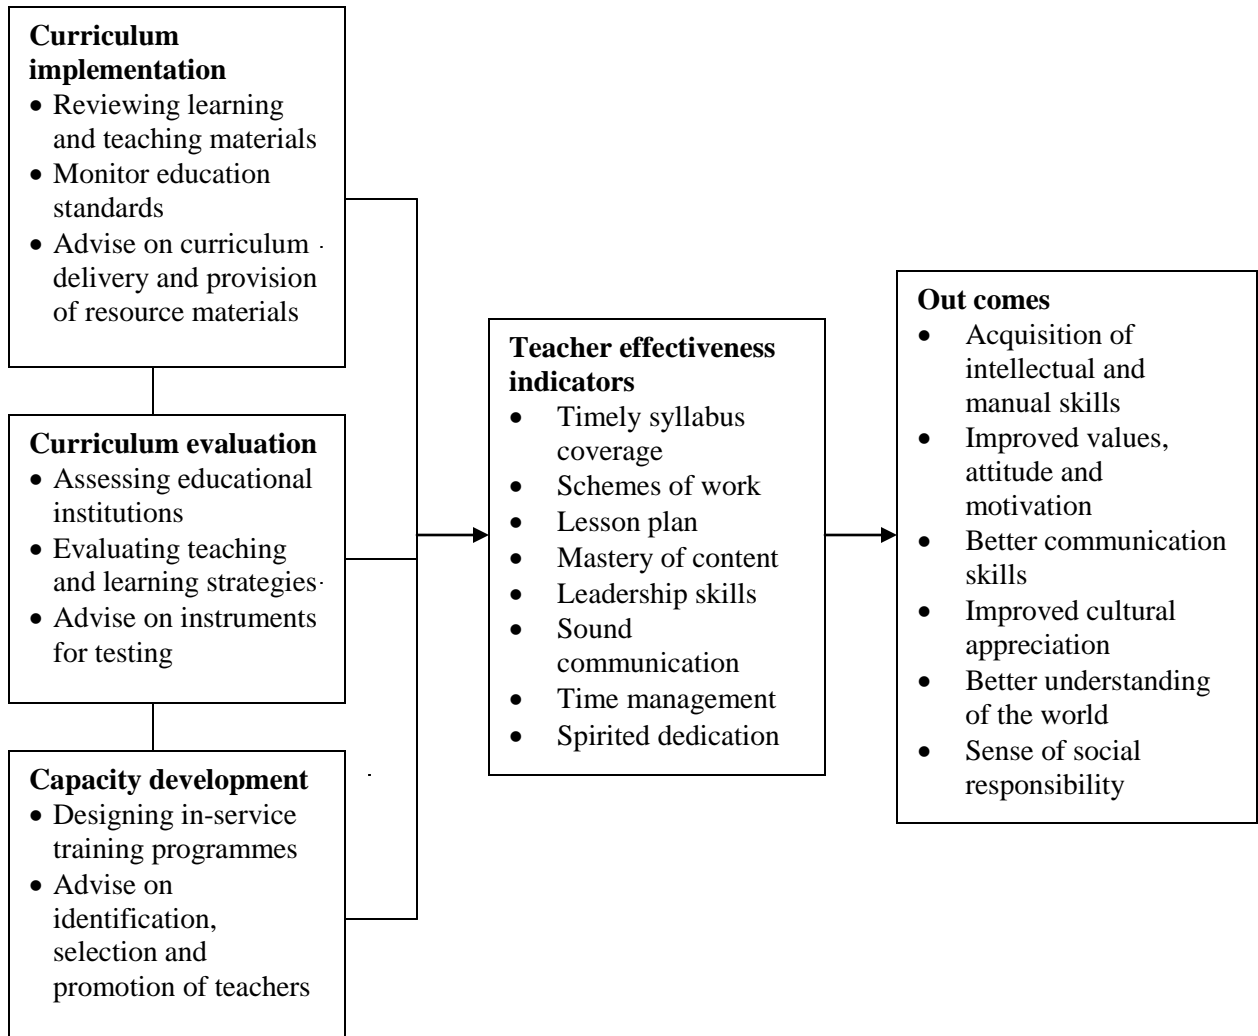 Curriculum
implementation
• Reviewing learning
and teaching materials
• Monitor education
standards
• Advise on curriculum
delivery and provision
of resource materials
Curriculum evaluation
• Assessing educational
institutions
• Evaluating teaching
and learning strategies
• Advise on instruments
for testing
Capacity development
• Designing in-service
training programmes
• Advise on
identification,
selection and
promotion of teachers
Teacher effectiveness
indicators
• Timely syllabus
coverage
• Schemes of work
• Lesson plan
• Mastery of content
• Leadership skills
• Sound
communication
• Time management
• Spirited dedication
Out comes
• Acquisition of
intellectual and
manual skills
• Improved values,
attitude and
motivation
• Better communication
skills
• Improved cultural
appreciation
• Better understanding
of the world
• Sense of social
responsibility